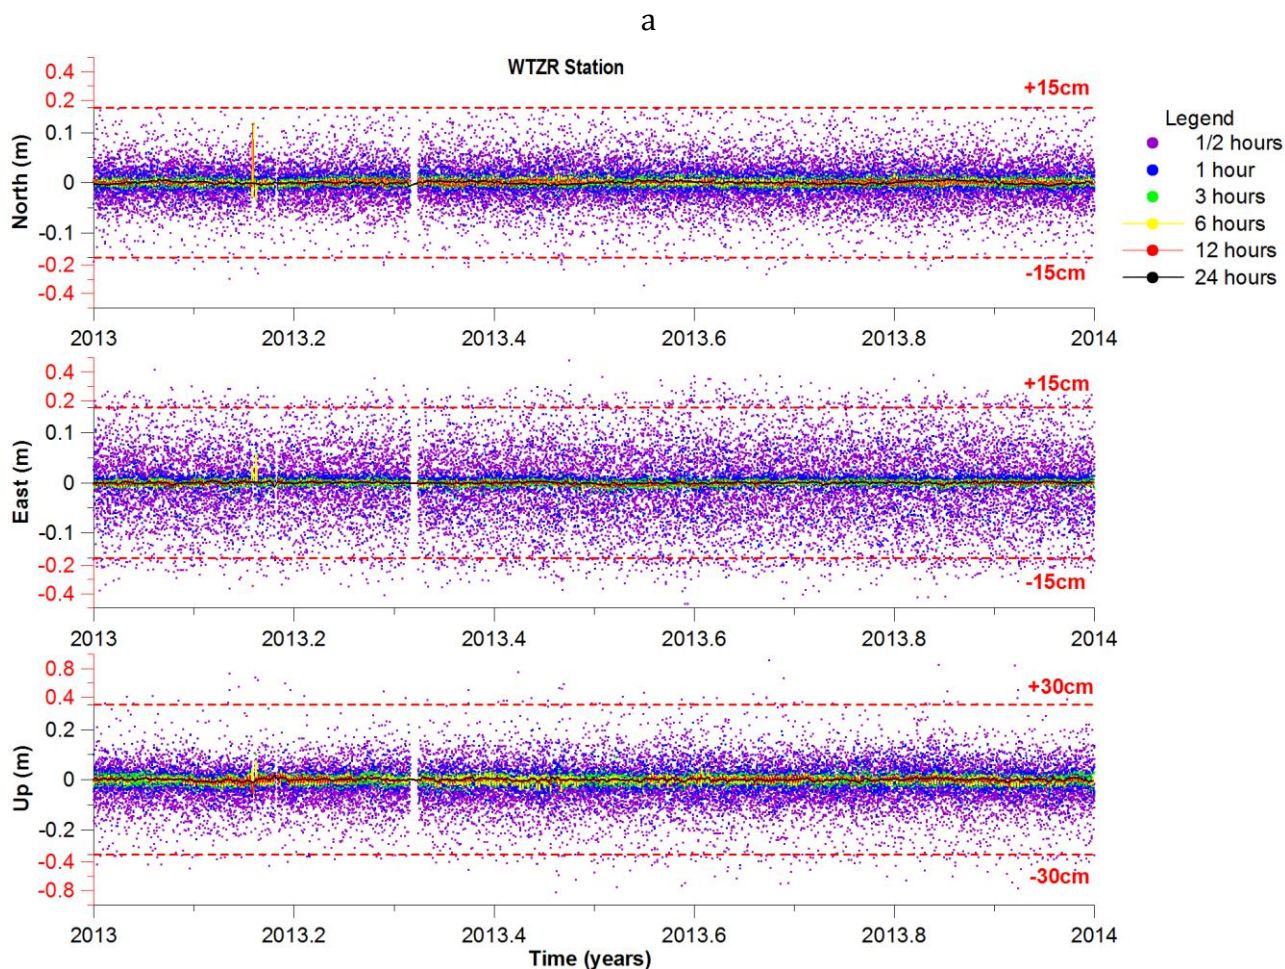 a
WTZR Station
North (m)
0.4
0.2
0.1
0
-0.1
-0.2
-0.4
+15cm
-15cm
2013 2013.2 2013.4 2013.6 2013.8 2014
Legend
1/2 hours
1 hour
3 hours
6 hours
12 hours
24 hours
East (m)
0.4
0.2
0.1
0
-0.1
-0.2
-0.4
+15cm
-15cm
2013 2013.2 2013.4 2013.6 2013.8 2014
Up (m)
0.8
0.4
0.2
0
-0.2
-0.4
-0.8
+30cm
-30cm
2013 2013.2 2013.4 2013.6 2013.8 2014
Time (years)